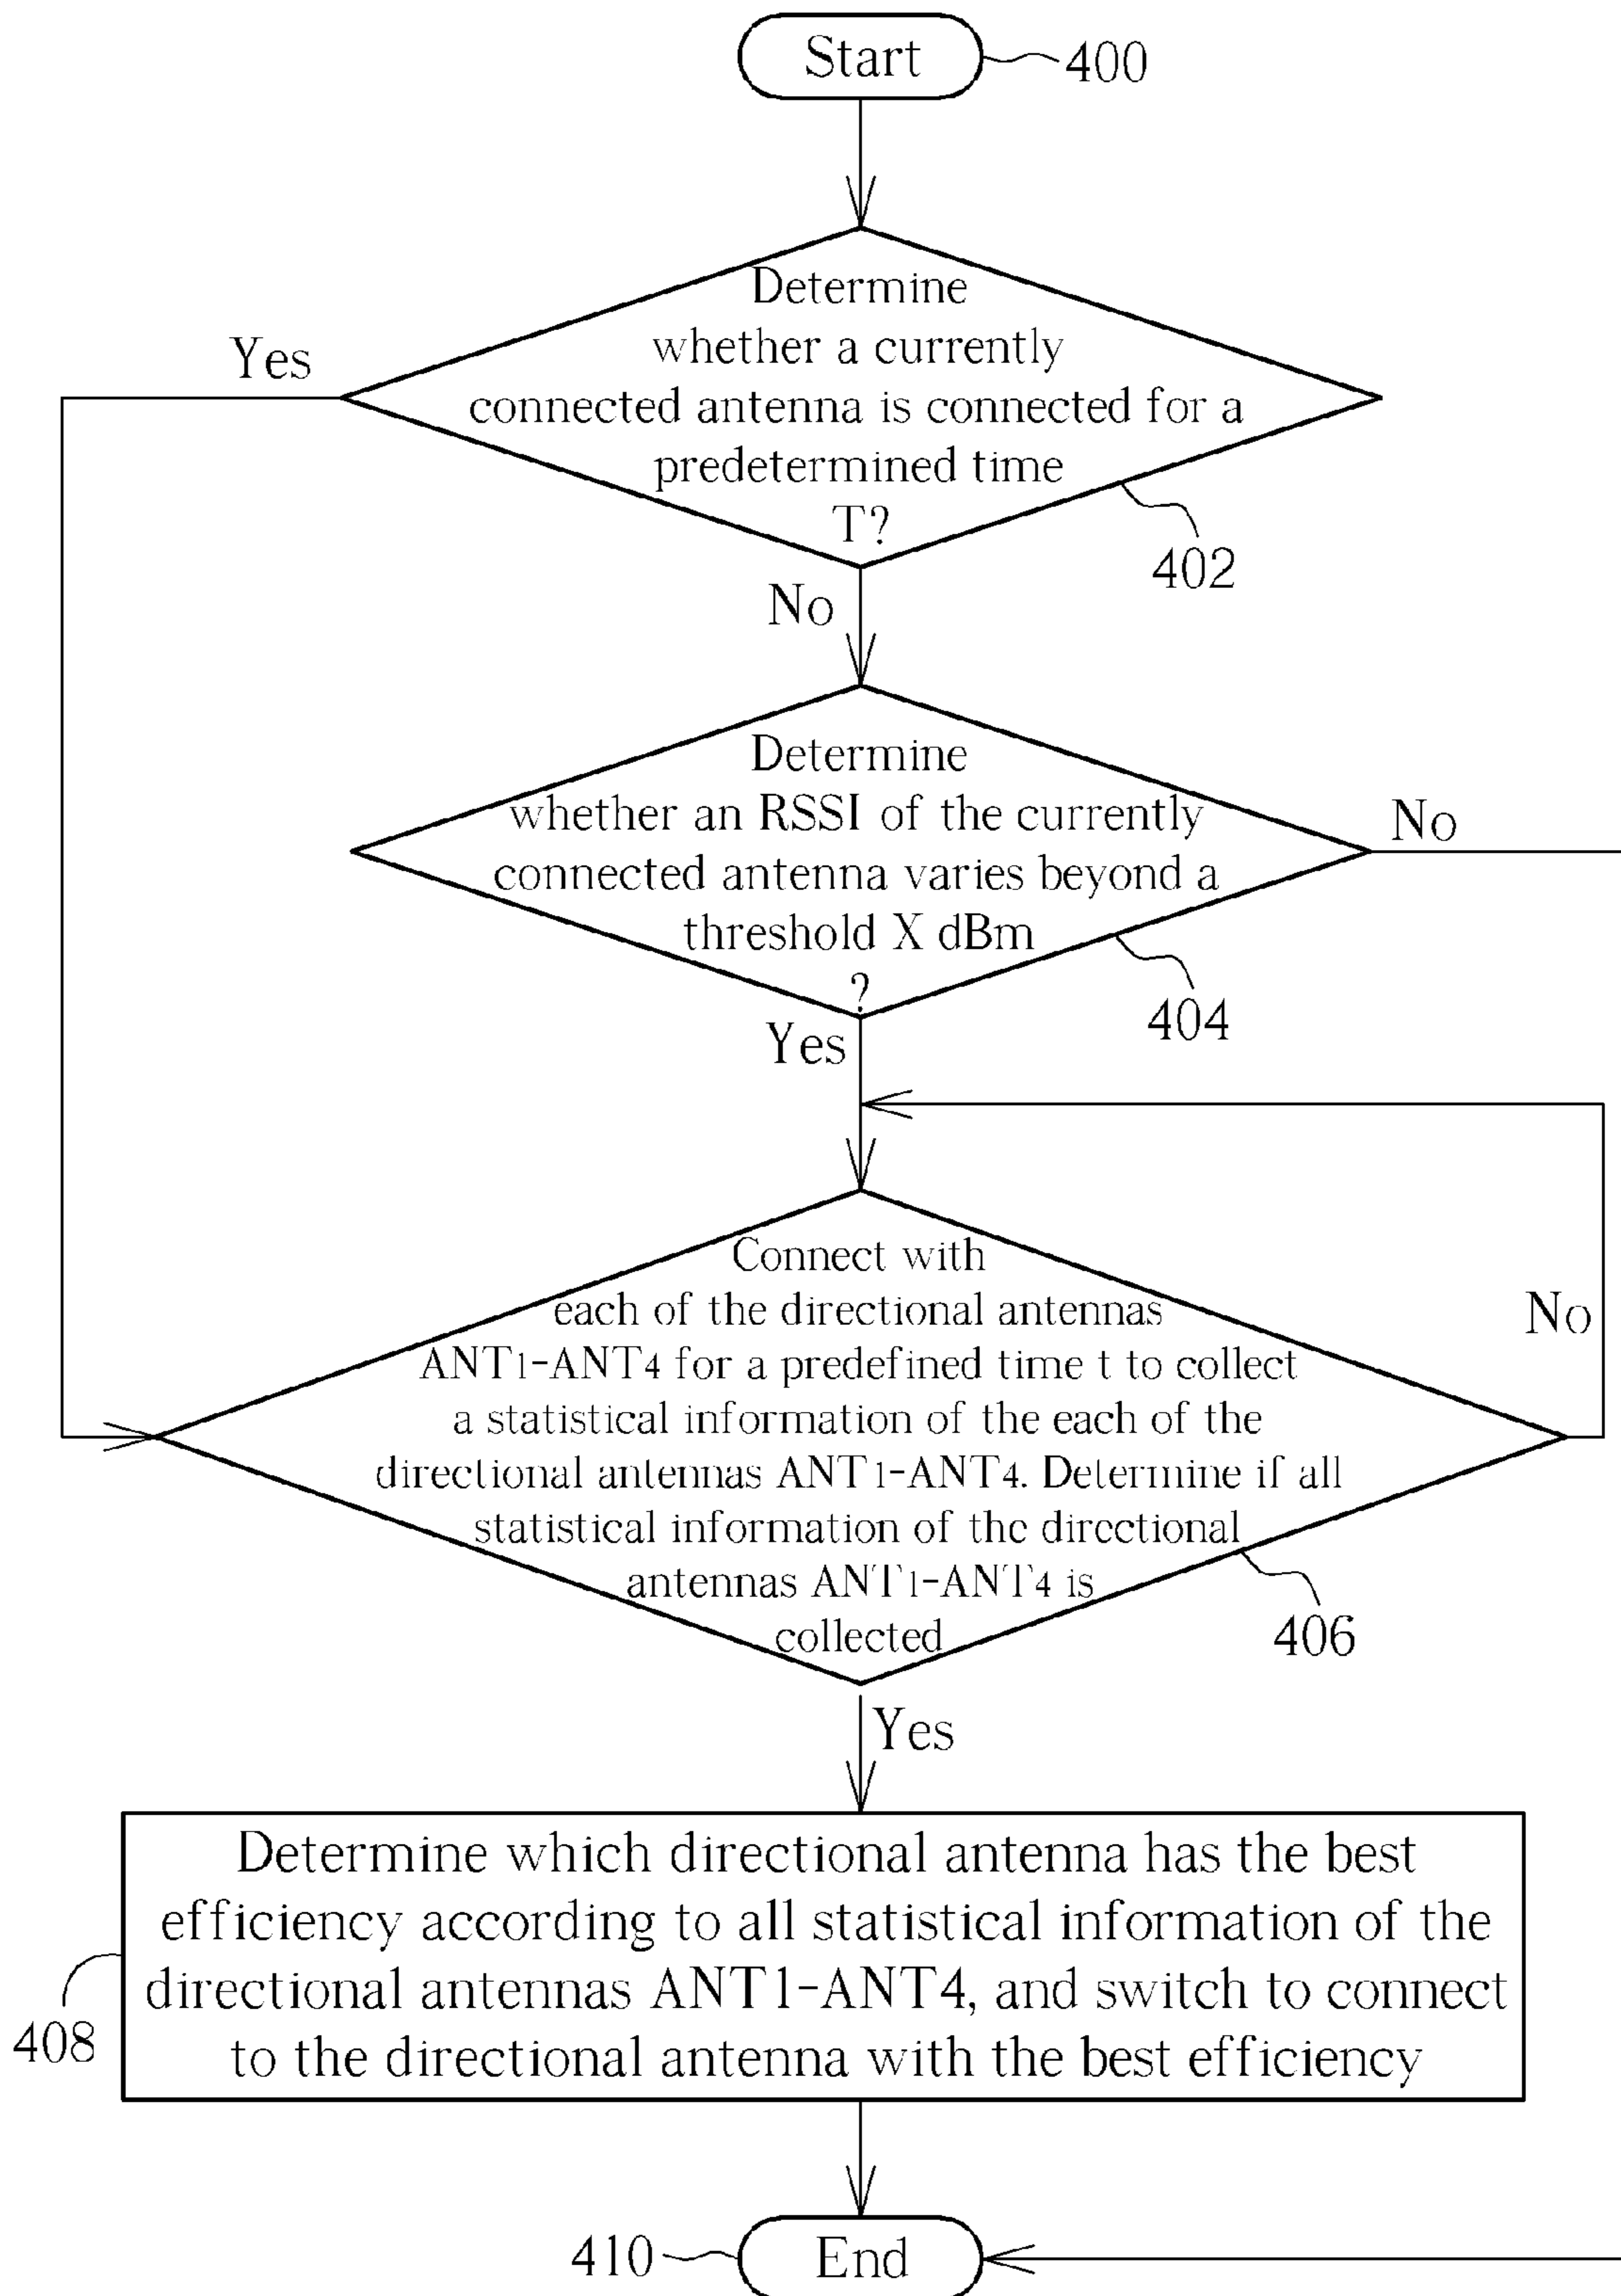 Start
400
Determine
whether a currently
connected antenna is connected for a
predetermined time
T?
Yes
402
No
Determine
whether an RSSI of the currently
connected antenna varies beyond a
threshold X dBm
?
No
404
Yes
Connect with
each of the directional antennas
ANT1-ANT4 for a predefined time t to collect
a statistical information of the each of the
directional antennas ANT1-ANT4. Determine if all
statistical information of the directional
antennas ANT1-ANT4 is
collected
No
406
Yes
Determine which directional antenna has the best
efficiency according to all statistical information of the
directional antennas ANT1-ANT4, and switch to connect
to the directional antenna with the best efficiency
408
410
End